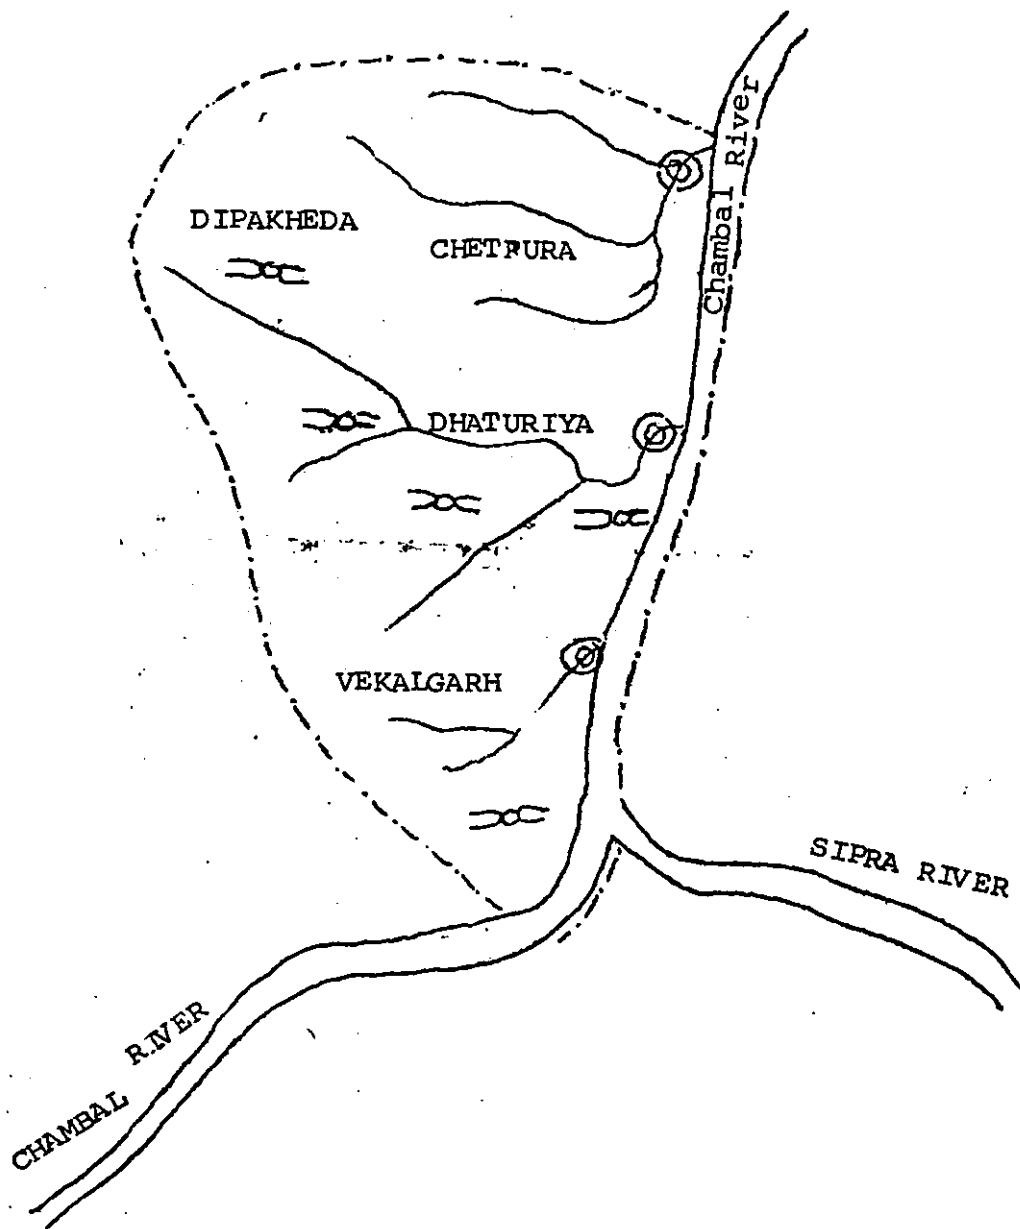 Chambal River
DIPAKHEDA
CHETPURA
DHATURIYA
VEKALGARH
SIPRA RIVER
CHAMBAL RIVER